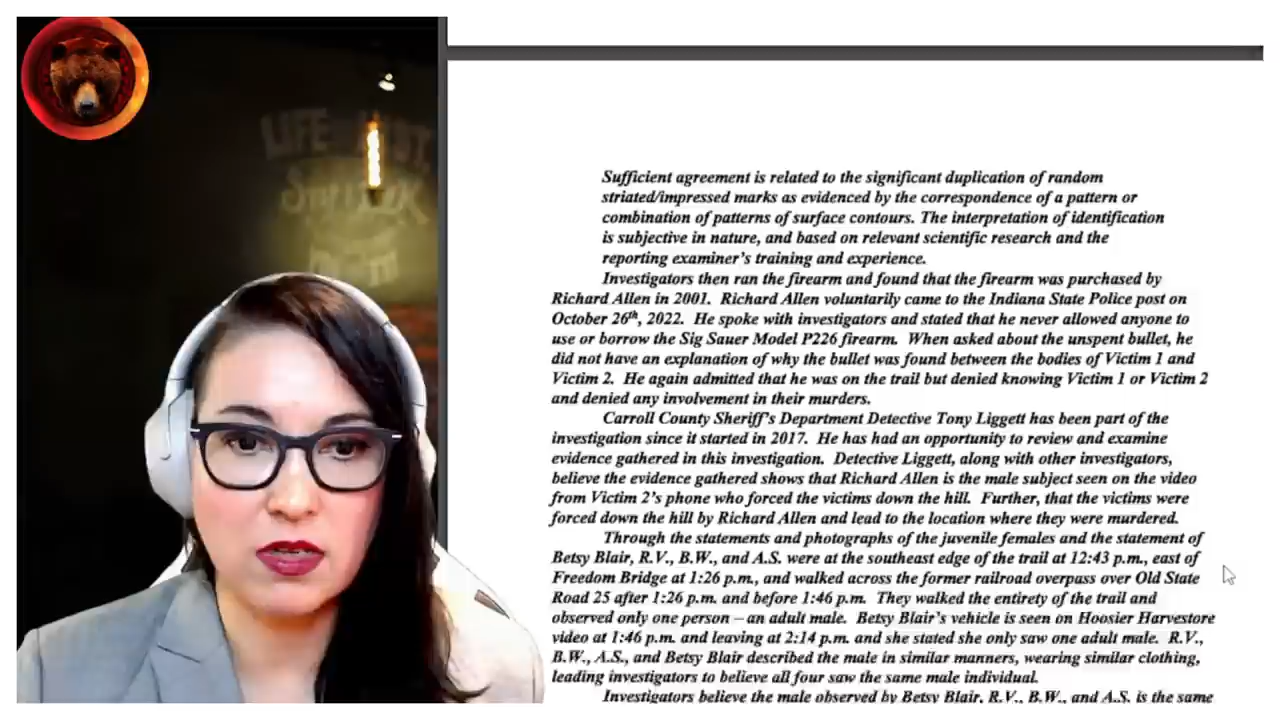 LIFE
Sufficient agreement is related to the significant duplication of random
striated/impressed marks as evidenced by the correspondence of a pattern or
combination of patterns of surface contours. The interpretation of identification
is subjective in nature, and based on relevant scientific research and the
reporting examiner's training and experience.
Investigators then ran the firearm and found that the firearm was purchased by
Richard Allen in 2001. Richard Allen voluntarily came to the Indiana State Police post on
October 26th, 2022. He spoke with investigators and stated that he never allowed anyone to
use or borrow the Sig Sauer Model P226 firearm. When asked about the unspent bullet, he
did not have an explanation of why the bullet was found between the bodies of Victim 1 and
Victim 2. He again admitted that he was on the trail but denied knowing Victim 1 or Victim 2
and denied any involvement in their murders.
Carroll County Sheriff's Department Detective Tony Liggett has been part of the
investigation since it started in 2017. He has had an opportunity to review and examine
evidence gathered in this investigation. Detective Liggett, along with other investigators,
believe the evidence gathered shows that Richard Allen is the male subject seen on the video
from Victim 2's phone who forced the victims down the hill. Further, that the victims were
forced down the hill by Richard Allen and lead to the location where they were murdered.
Through the statements and photographs of the juvenile females and the statement of
Betsy Blair, R.V., B.W., and A.S. were at the southeast edge of the trail at 12:43 p.m., east of
Freedom Bridge at 1:26 p.m., and walked across the former railroad overpass over Old State
Road 25 after 1:26 p.m. and before 1:46 p.m. They walked the entirety of the trail and
observed only one person – an adult male. Betsy Blair's vehicle is seen on Hoosier Harvestore
video at 1:46 p.m. and leaving at 2:14 p.m. and she stated she only saw one adult male. R.V.,
B.W., A.S., and Betsy Blair described the male in similar manners, wearing similar clothing,
leading investigators to believe all four saw the same male individual.
Investigators believe the male observed by Betsy Blair, R.V., B.W., and A.S. is the same